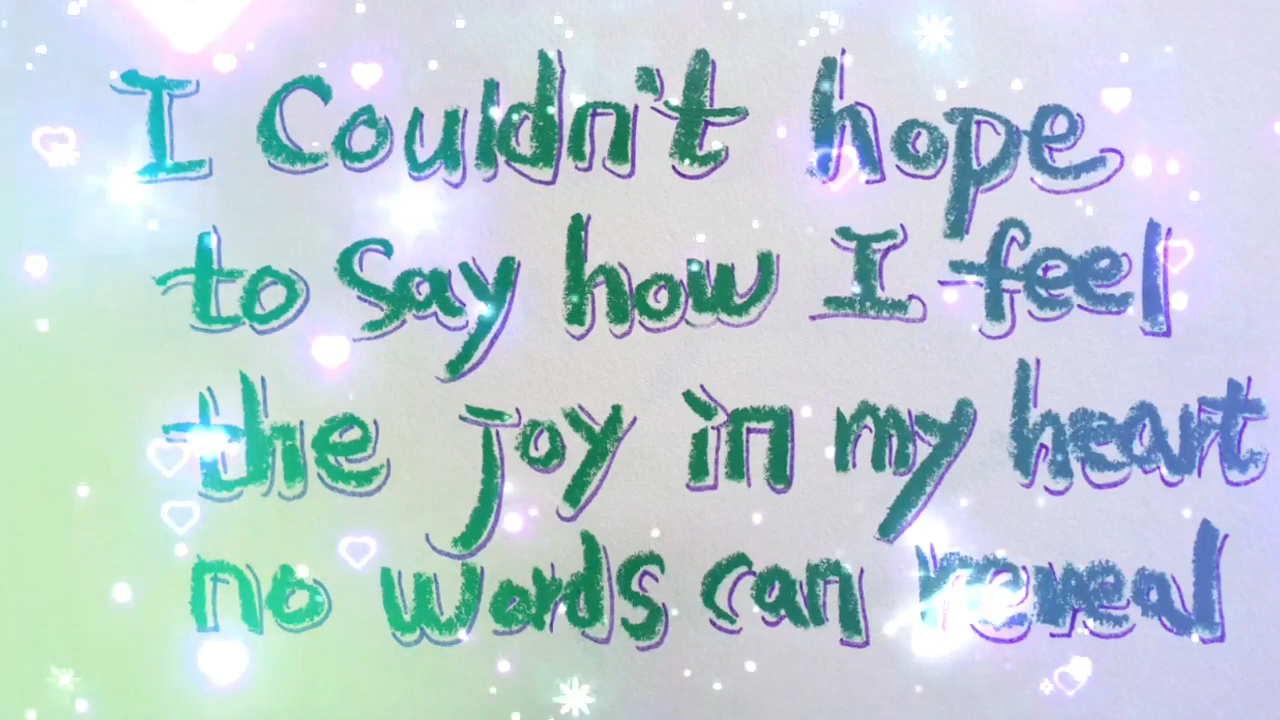 I Couldn't hope
to say how I feel
the joy in my heart
no words can reveal